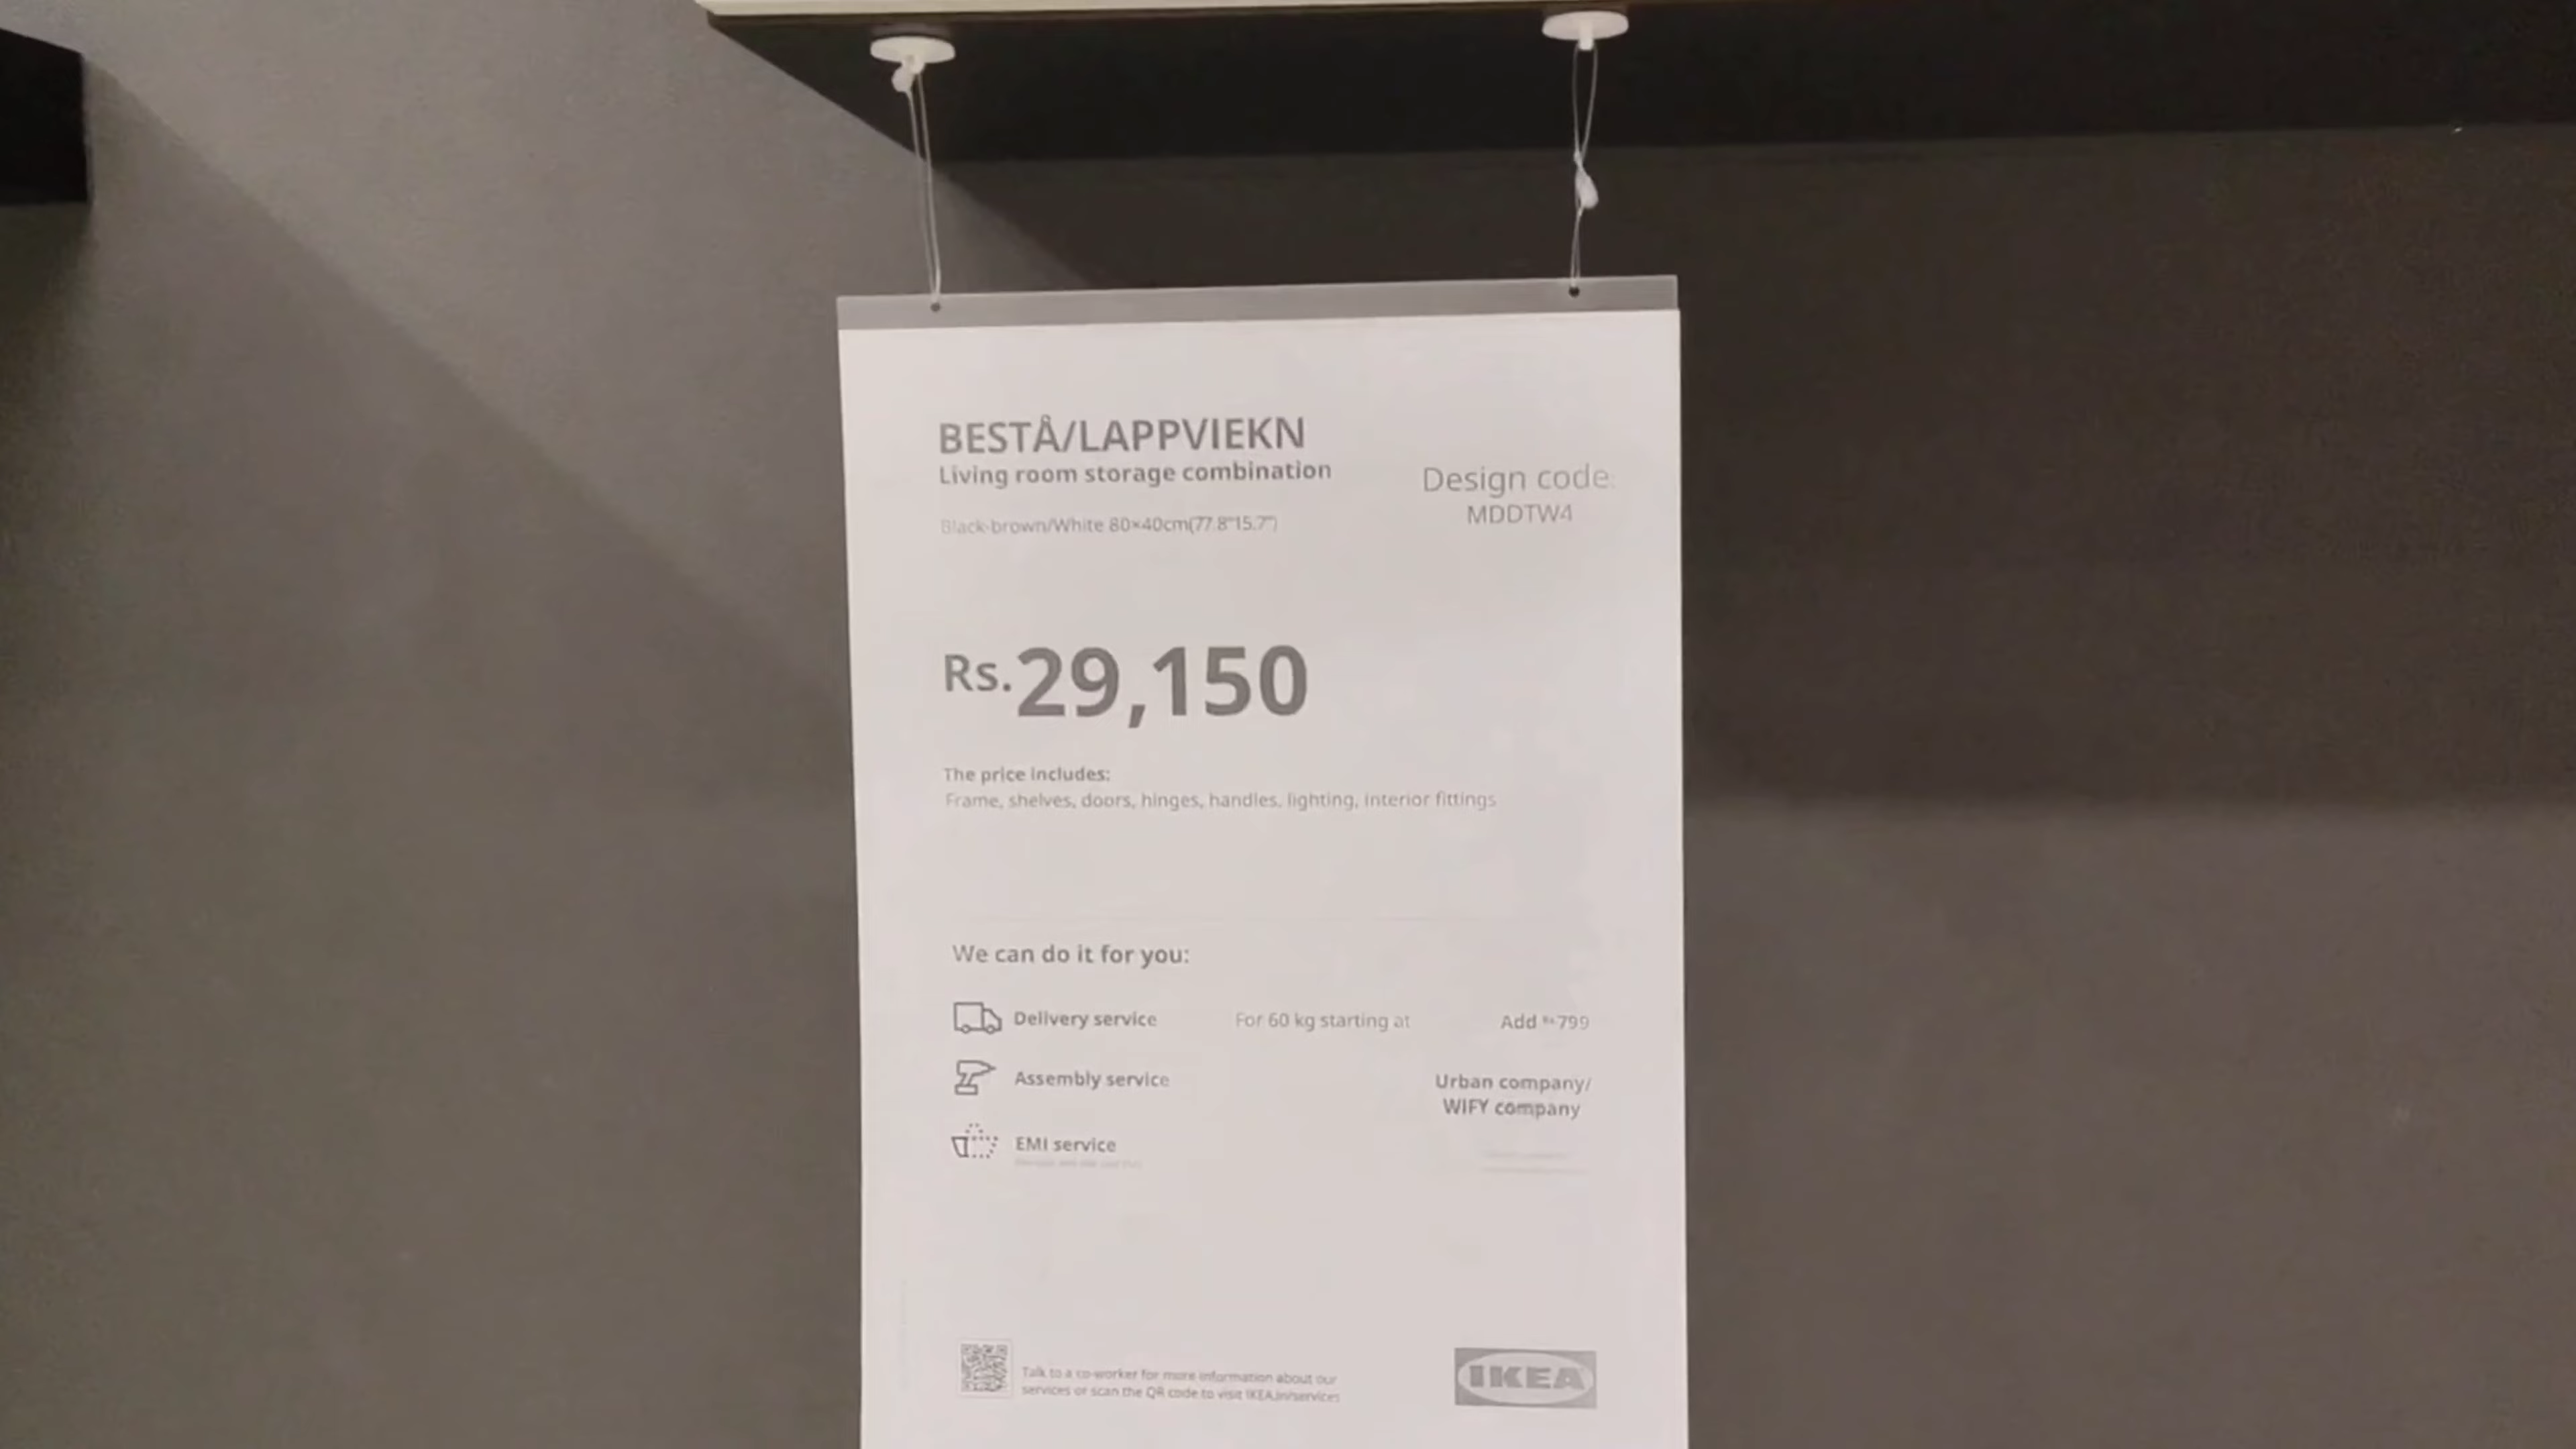 BESTÅ/LAPPVIEKN
Living room storage combination
Design code:
MDDTW4
Black-brown/White 80×40cm(77.8"15.7")
Rs.29,150
The price includes:
Frame, shelves, doors, hinges, handles, lighting, interior fittings
We can do it for you:
Delivery service For 60 kg starting at Add Rs.799
Assembly service Urban company/
WIFY company
EMI service
Talk to a co-worker for more information about our
services or scan the QR code to visit IKEA.in/services
IKEA